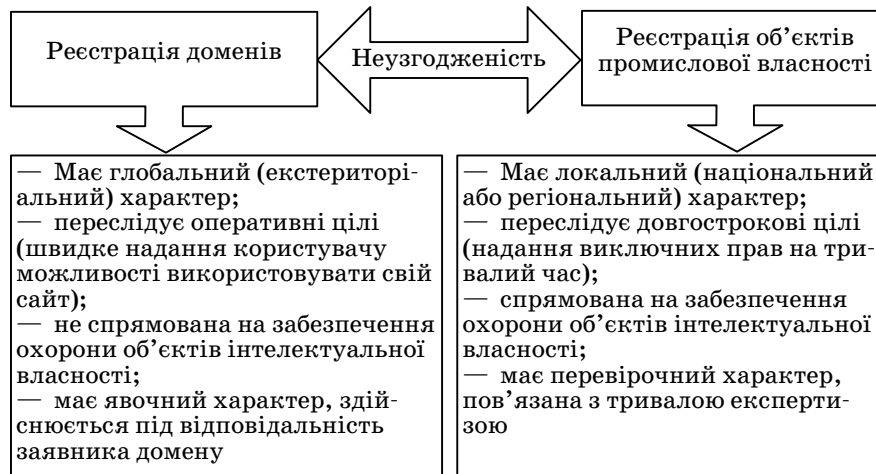 Реєстрація доменів
Неузгодженість
Реєстрація об’єктів
промислової власності
— Має глобальний (екстериторі-
альний) характер;
— переслідує оперативні цілі
(швидке надання користувачу
можливості використовувати свій
сайт);
— не спрямована на забезпечення
охорони об’єктів інтелектуальної
власності;
— має явочний характер, здій-
снюється під відповідальність
заявника домену
— Має локальний (національний
або регіональний) характер;
— переслідує довгострокові цілі
(надання виключних прав на три-
валий час);
— спрямована на забезпечення
охорони об’єктів інтелектуальної
власності;
— має перевірочний характер,
пов’язана з тривалою експерти-
зою